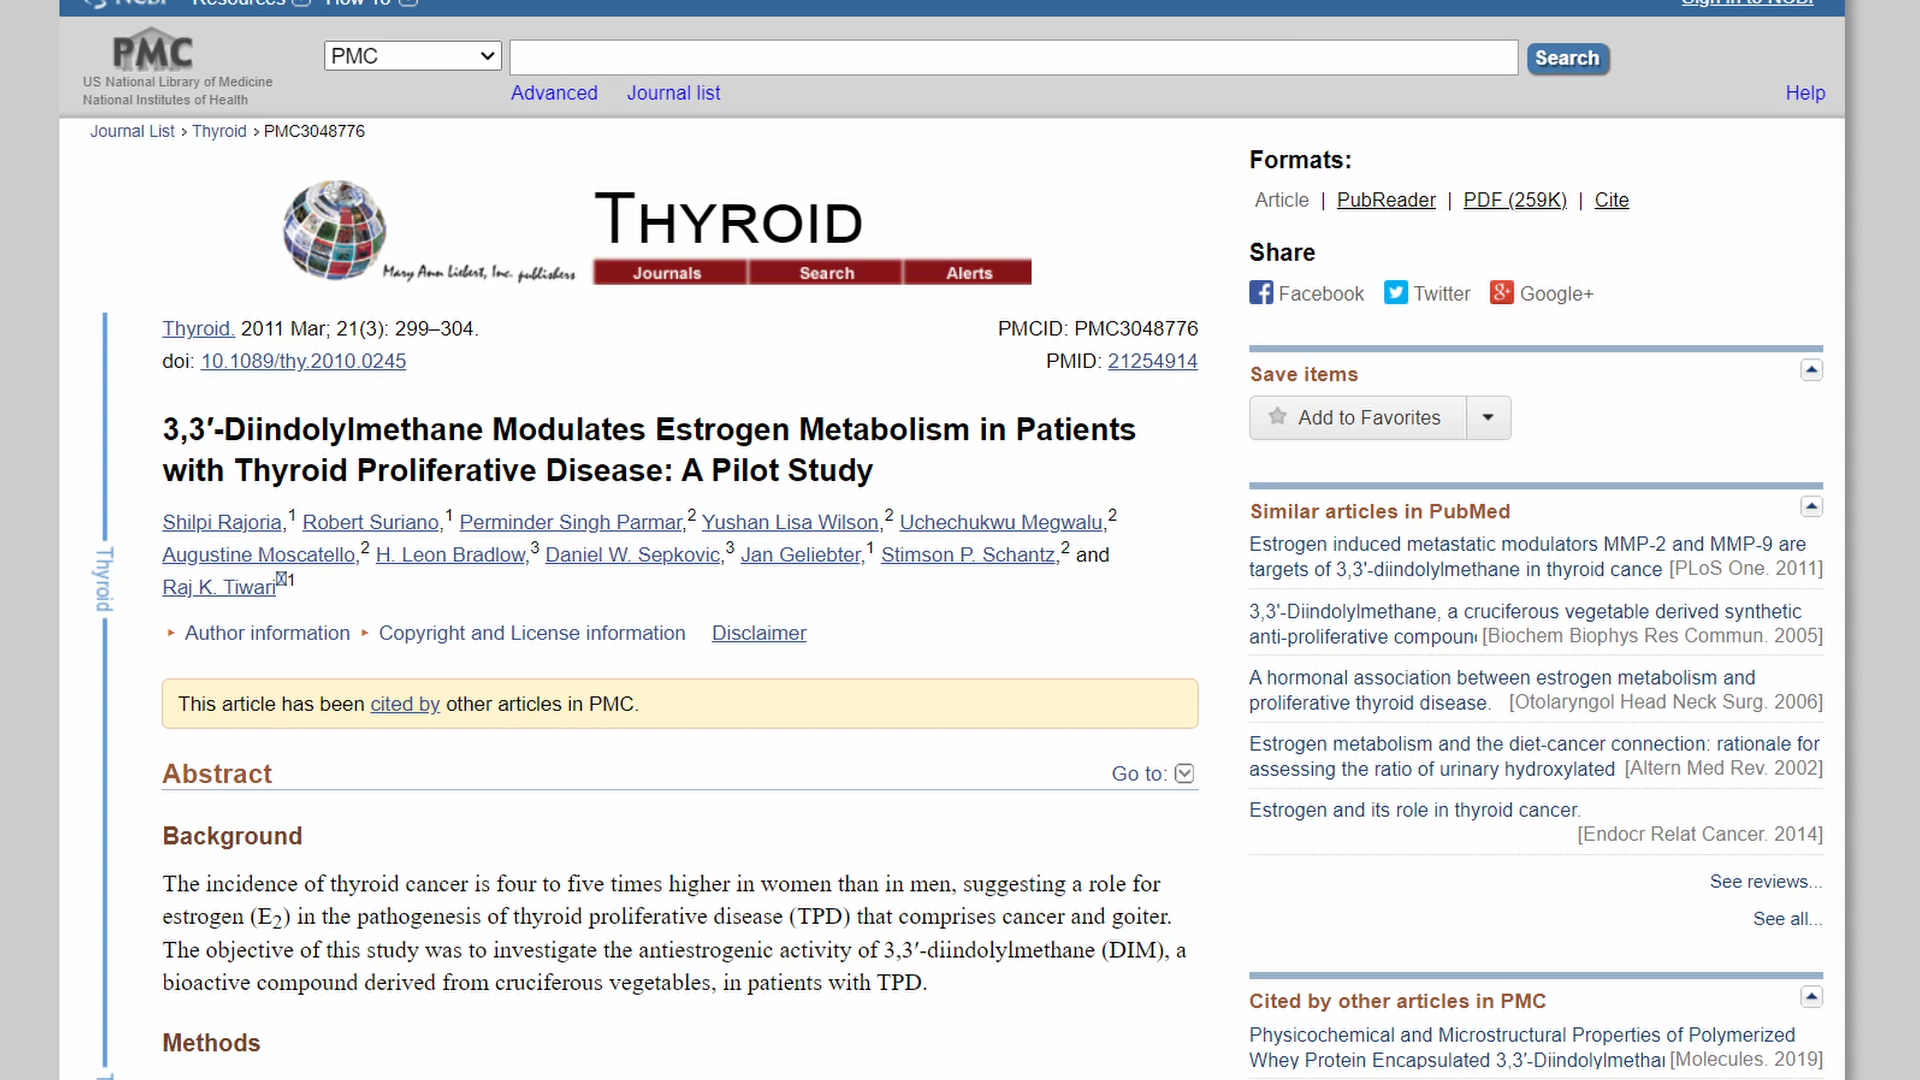 Resources How To
Sign in to NCBI
PMC
US National Library of Medicine
National Institutes of Health
PMC
Search
Advanced Journal list
Help
Journal List > Thyroid > PMC3048776
Mary Ann Liebert, Inc. publishers
THYROID
Journals Search Alerts
Thyroid. 2011 Mar; 21(3): 299–304.
doi: 10.1089/thy.2010.0245
PMCID: PMC3048776
PMID: 21254914
3,3′-Diindolylmethane Modulates Estrogen Metabolism in Patients
with Thyroid Proliferative Disease: A Pilot Study
Shilpi Rajoria,1 Robert Suriano,1 Perminder Singh Parmar,2 Yushan Lisa Wilson,2 Uchechukwu Megwalu,2
Augustine Moscatello,2 H. Leon Bradlow,3 Daniel W. Sepkovic,3 Jan Geliebter,1 Stimson P. Schantz,2 and
Raj K. Tiwari1
Author information Copyright and License information Disclaimer
This article has been cited by other articles in PMC.
Abstract
Go to:
Background
The incidence of thyroid cancer is four to five times higher in women than in men, suggesting a role for
estrogen (E2) in the pathogenesis of thyroid proliferative disease (TPD) that comprises cancer and goiter.
The objective of this study was to investigate the antiestrogenic activity of 3,3′-diindolylmethane (DIM), a
bioactive compound derived from cruciferous vegetables, in patients with TPD.
Methods
Thyroid
Formats:
Article | PubReader | PDF (259K) | Cite
Share
Facebook Twitter Google+
Save items
Add to Favorites
Similar articles in PubMed
Estrogen induced metastatic modulators MMP-2 and MMP-9 are
targets of 3,3'-diindolylmethane in thyroid cance [PLoS One. 2011]
3,3'-Diindolylmethane, a cruciferous vegetable derived synthetic
anti-proliferative compoun [Biochem Biophys Res Commun. 2005]
A hormonal association between estrogen metabolism and
proliferative thyroid disease. [Otolaryngol Head Neck Surg. 2006]
Estrogen metabolism and the diet-cancer connection: rationale for
assessing the ratio of urinary hydroxylated [Altern Med Rev. 2002]
Estrogen and its role in thyroid cancer.
[Endocr Relat Cancer. 2014]
See reviews...
See all...
Cited by other articles in PMC
Physicochemical and Microstructural Properties of Polymerized
Whey Protein Encapsulated 3,3′-Diindolylmethai [Molecules. 2019]